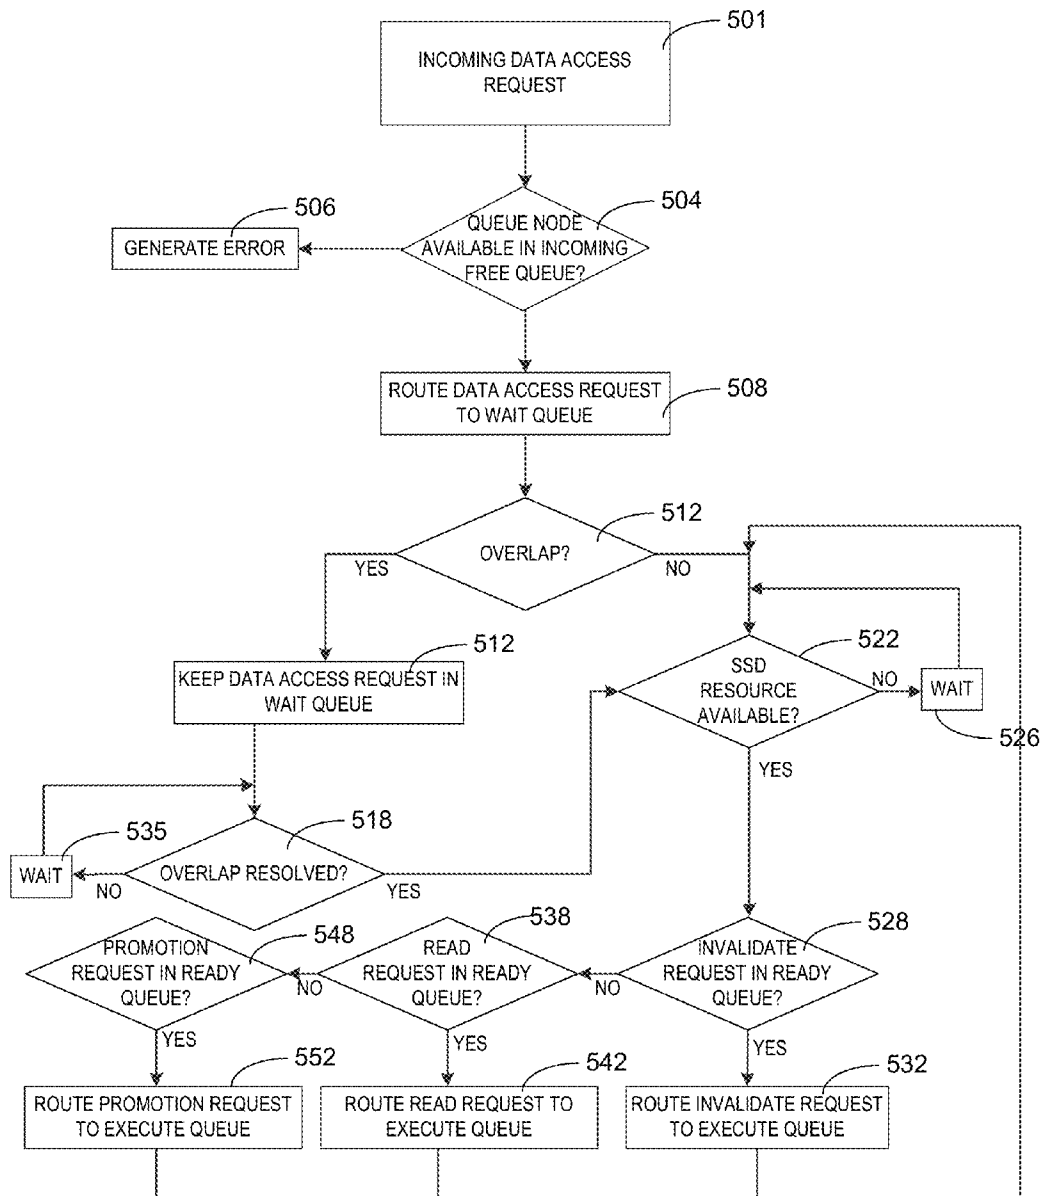 501
INCOMING DATA ACCESS
REQUEST
504
QUEUE NODE
AVAILABLE IN INCOMING
FREE QUEUE?
506
GENERATE ERROR
508
ROUTE DATA ACCESS REQUEST
TO WAIT QUEUE
512
OVERLAP?
YES
NO
512
KEEP DATA ACCESS REQUEST IN
WAIT QUEUE
522
SSD
RESOURCE
AVAILABLE?
NO
WAIT
526
YES
535
WAIT
NO
518
OVERLAP RESOLVED?
YES
548
PROMOTION
REQUEST IN READY
QUEUE?
NO
538
READ
REQUEST IN READY
QUEUE?
NO
528
INVALIDATE
REQUEST IN READY
QUEUE?
YES
YES
YES
552
ROUTE PROMOTION REQUEST
TO EXECUTE QUEUE
542
ROUTE READ REQUEST TO
EXECUTE QUEUE
532
ROUTE INVALIDATE REQUEST
TO EXECUTE QUEUE